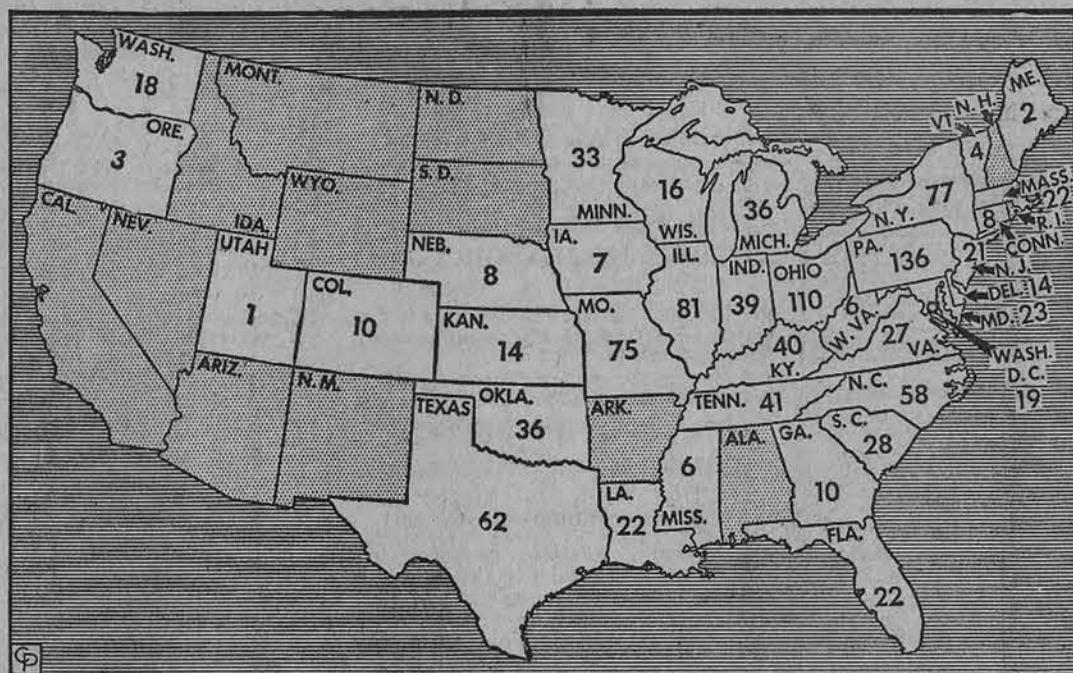 WASH.
18
MONT.
N. D.
ORE.
3
S. D.
WYO.
IDA.
CAL.
NEV.
UTAH
1
COL.
10
NEB.
8
KAN.
14
ARIZ.
N. M.
TEXAS
62
OKLA.
36
MINN.
33
IA.
7
MO.
75
ARK.
LA.
22
WIS.
16
MICH.
36
ILL.
81
IND.
39
OHIO
110
KY.
40
TENN.
41
MISS.
6
ALA.
GA.
10
FLA.
22
S. C.
28
N. C.
58
VA.
27
W. VA.
6
PA.
136
N. Y.
77
VT
4
N. H.
ME.
2
MASS.
22
R. I.
CONN.
8
21
N. J.
DEL. 14
MD. 23
WASH.
D. C.
19
CP